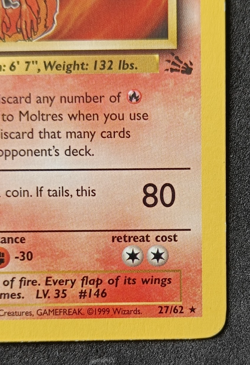 : 6' 7", Weight: 132 lbs.
iscard any number of
to Moltres when you use
iscard that many cards
opponent's deck.
coin. If tails, this
80
ance
retreat cost
-30
of fire. Every flap of its wings
mes. LV. 35 #146
Creatures, GAMEFREAK. ©1999 Wizards. 27/62 ★